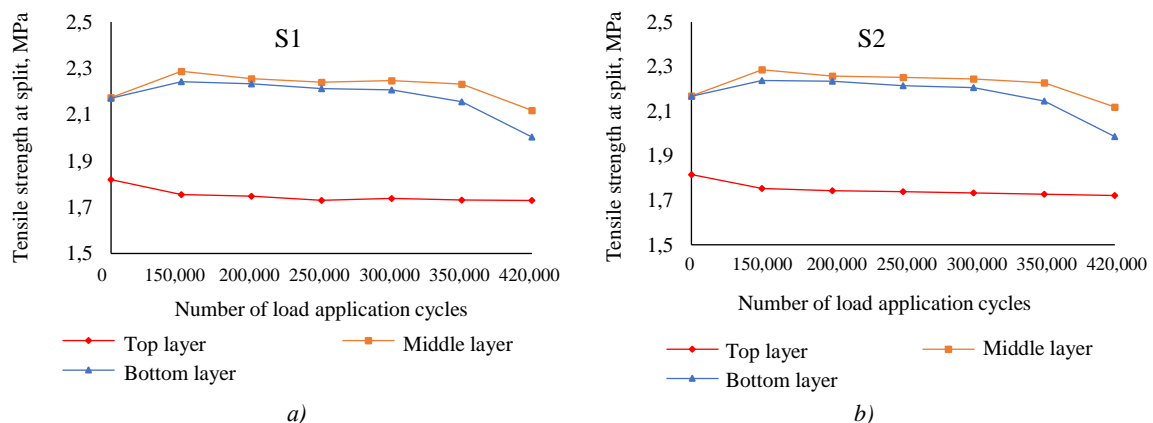 S1
Tensile strength at split, MPa
2,5
2,3
2,1
1,9
1,7
1,5
0 150,000 200,000 250,000 300,000 350,000 420,000
Number of load application cycles
Top layer
Middle layer
Bottom layer
a)
S2
Tensile strength at split, MPa
2,5
2,3
2,1
1,9
1,7
1,5
0 150,000 200,000 250,000 300,000 350,000 420,000
Number of load application cycles
Top layer
Middle layer
Bottom layer
b)